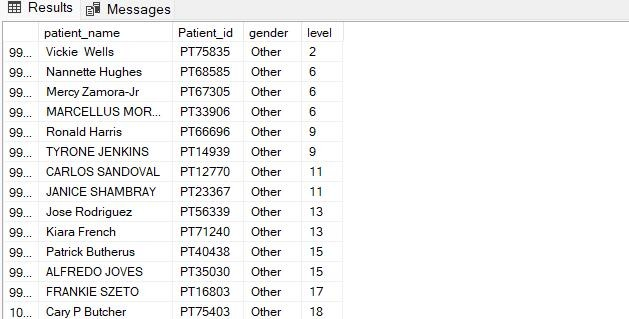 Results Messages
patient_name Patient_id gender level
99... Vickie  Wells PT75835 Other 2
99... Nannette Hughes PT68585 Other 6
99... Mercy Zamora-Jr PT67305 Other 6
99... MARCELLUS MOR... PT33906 Other 6
99... Ronald Harris PT66696 Other 9
99... TYRONE JENKINS PT14939 Other 9
99... CARLOS SANDOVAL PT12770 Other 11
99... JANICE SHAMBRAY PT23367 Other 11
99... Jose Rodriguez PT56339 Other 13
99... Kiara French PT71240 Other 13
99... Patrick Butherus PT40438 Other 15
99... ALFREDO JOVES PT35030 Other 15
99... FRANKIE SZETO PT16803 Other 17
10... Cary P Butcher PT75403 Other 18